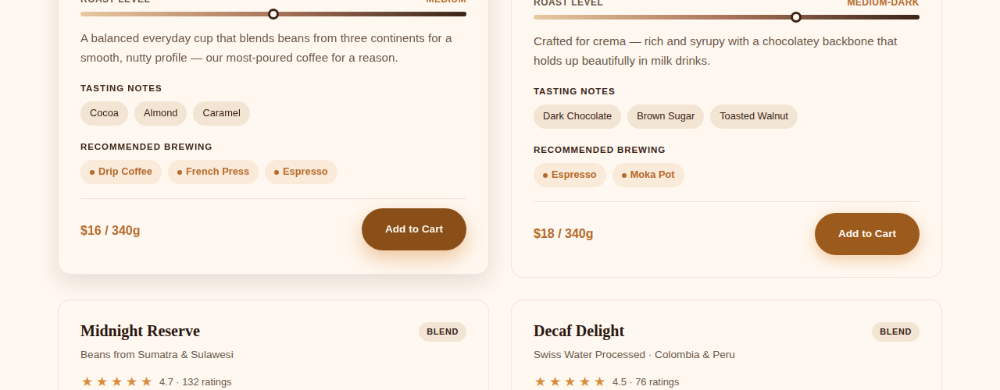 ROAST LEVEL MEDIUM
A balanced everyday cup that blends beans from three continents for a
smooth, nutty profile — our most-poured coffee for a reason.
TASTING NOTES
Cocoa Almond Caramel
RECOMMENDED BREWING
Drip Coffee French Press Espresso
$16 / 340g Add to Cart
ROAST LEVEL MEDIUM-DARK
Crafted for crema — rich and syrupy with a chocolatey backbone that
holds up beautifully in milk drinks.
TASTING NOTES
Dark Chocolate Brown Sugar Toasted Walnut
RECOMMENDED BREWING
Espresso Moka Pot
$18 / 340g Add to Cart
Midnight Reserve BLEND
Beans from Sumatra & Sulawesi
★★★★★ 4.7 · 132 ratings
Decaf Delight BLEND
Swiss Water Processed · Colombia & Peru
★★★★★ 4.5 · 76 ratings